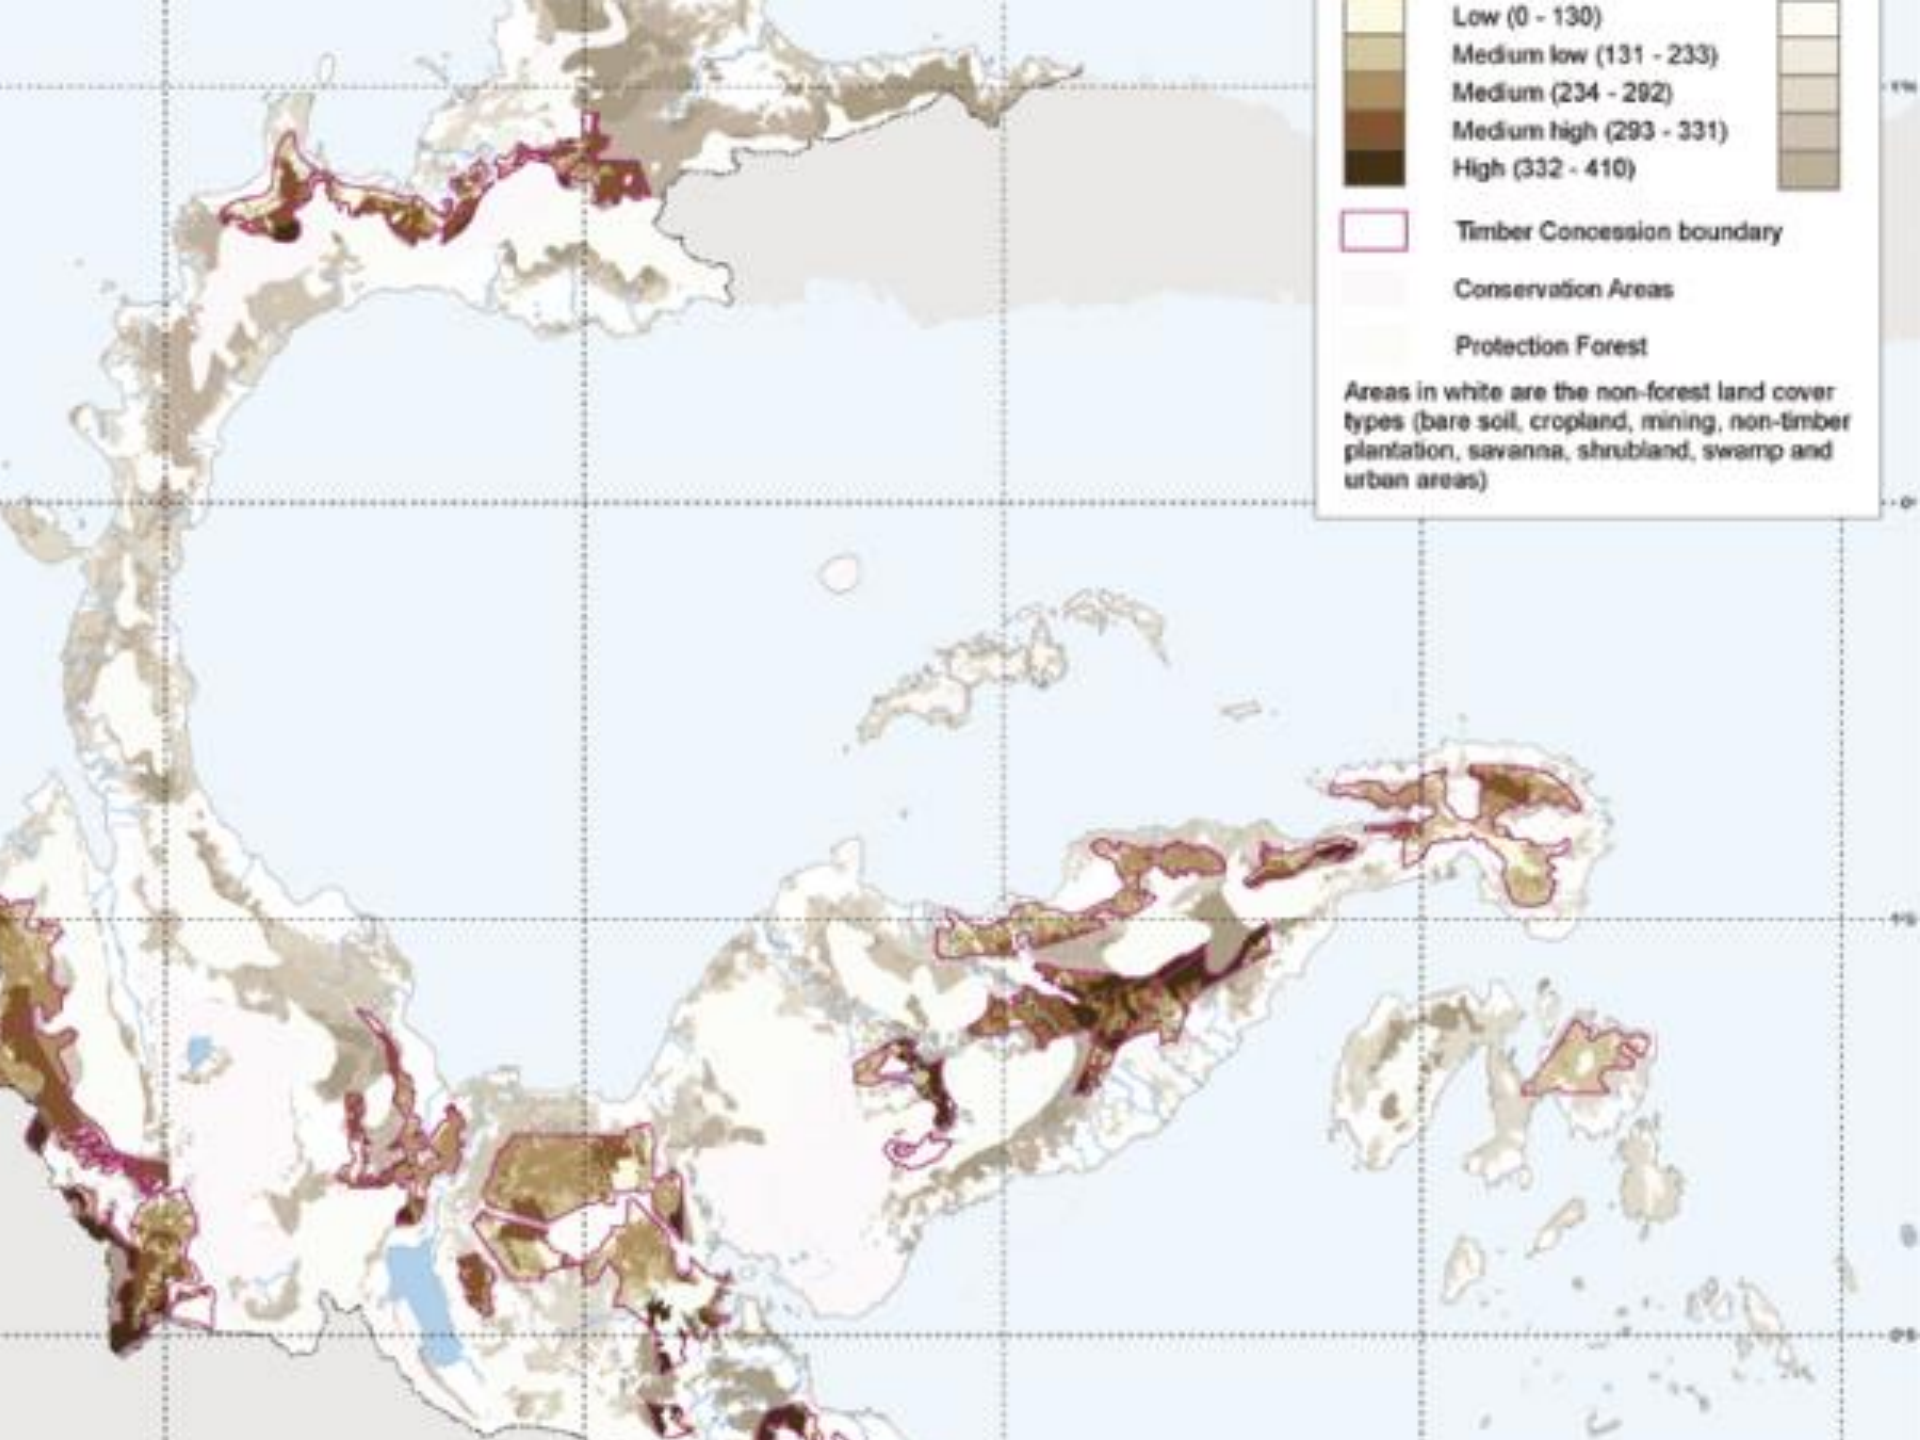 Low (0 - 130)
Medium low (131 - 233)
Medium (234 - 292)
Medium high (293 - 331)
High (332 - 410)
Timber Concession boundary
Conservation Areas
Protection Forest
Areas in white are the non-forest land cover
types (bare soil, cropland, mining, non-timber
plantation, savanna, shrubland, swamp and
urban areas)
0°